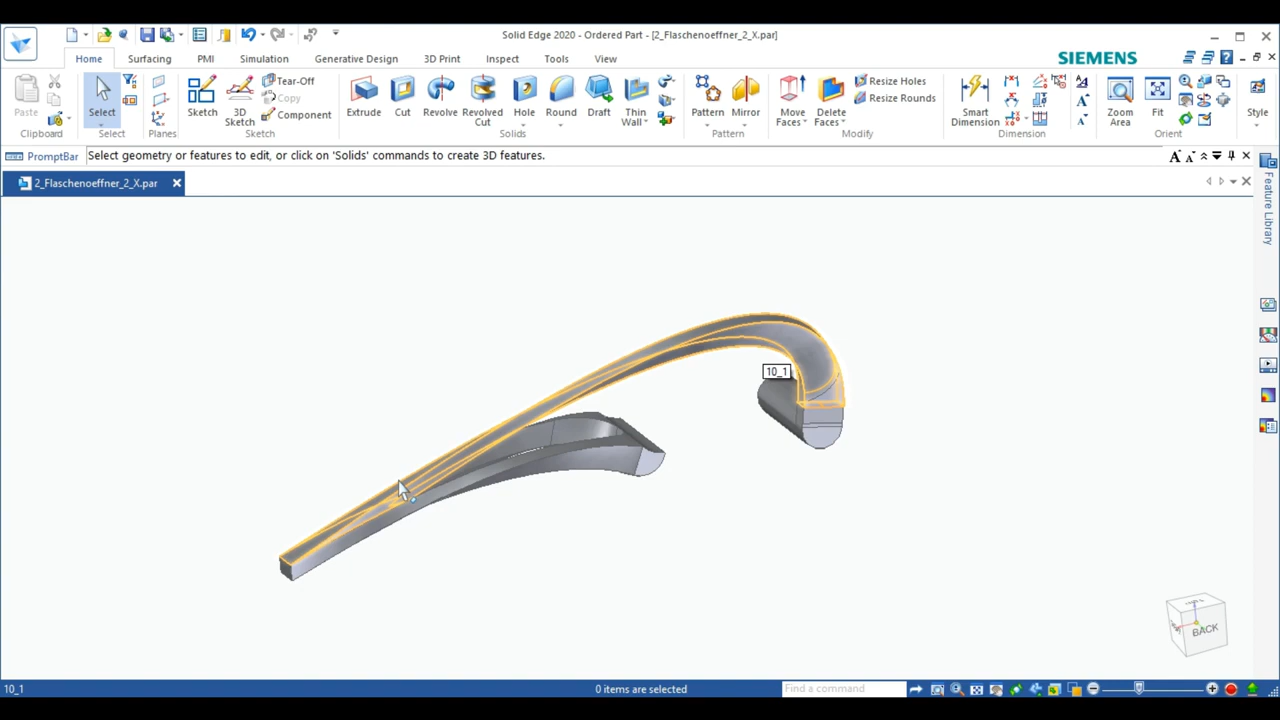 Solid Edge 2020 - Ordered Part - [2_Flaschenoeffner_2_X.par]
Home Surfacing PMI Simulation Generative Design 3D Print Inspect Tools View SIEMENS
Paste Select Planes Sketch 3D Sketch Tear-Off Copy Component Extrude Cut Revolve Revolved Cut Hole Round Draft Thin Wall Pattern Mirror Move Faces Delete Faces Resize Holes Resize Rounds Smart Dimension Zoom Area Fit Style
Clipboard Select Planes Sketch Solids Pattern Modify Dimension Orient
PromptBar Select geometry or features to edit, or click on 'Solids' commands to create 3D features.
2_Flaschenoeffner_2_X.par
Feature Library
10_1
BACK
10_1 0 items are selected Find a command